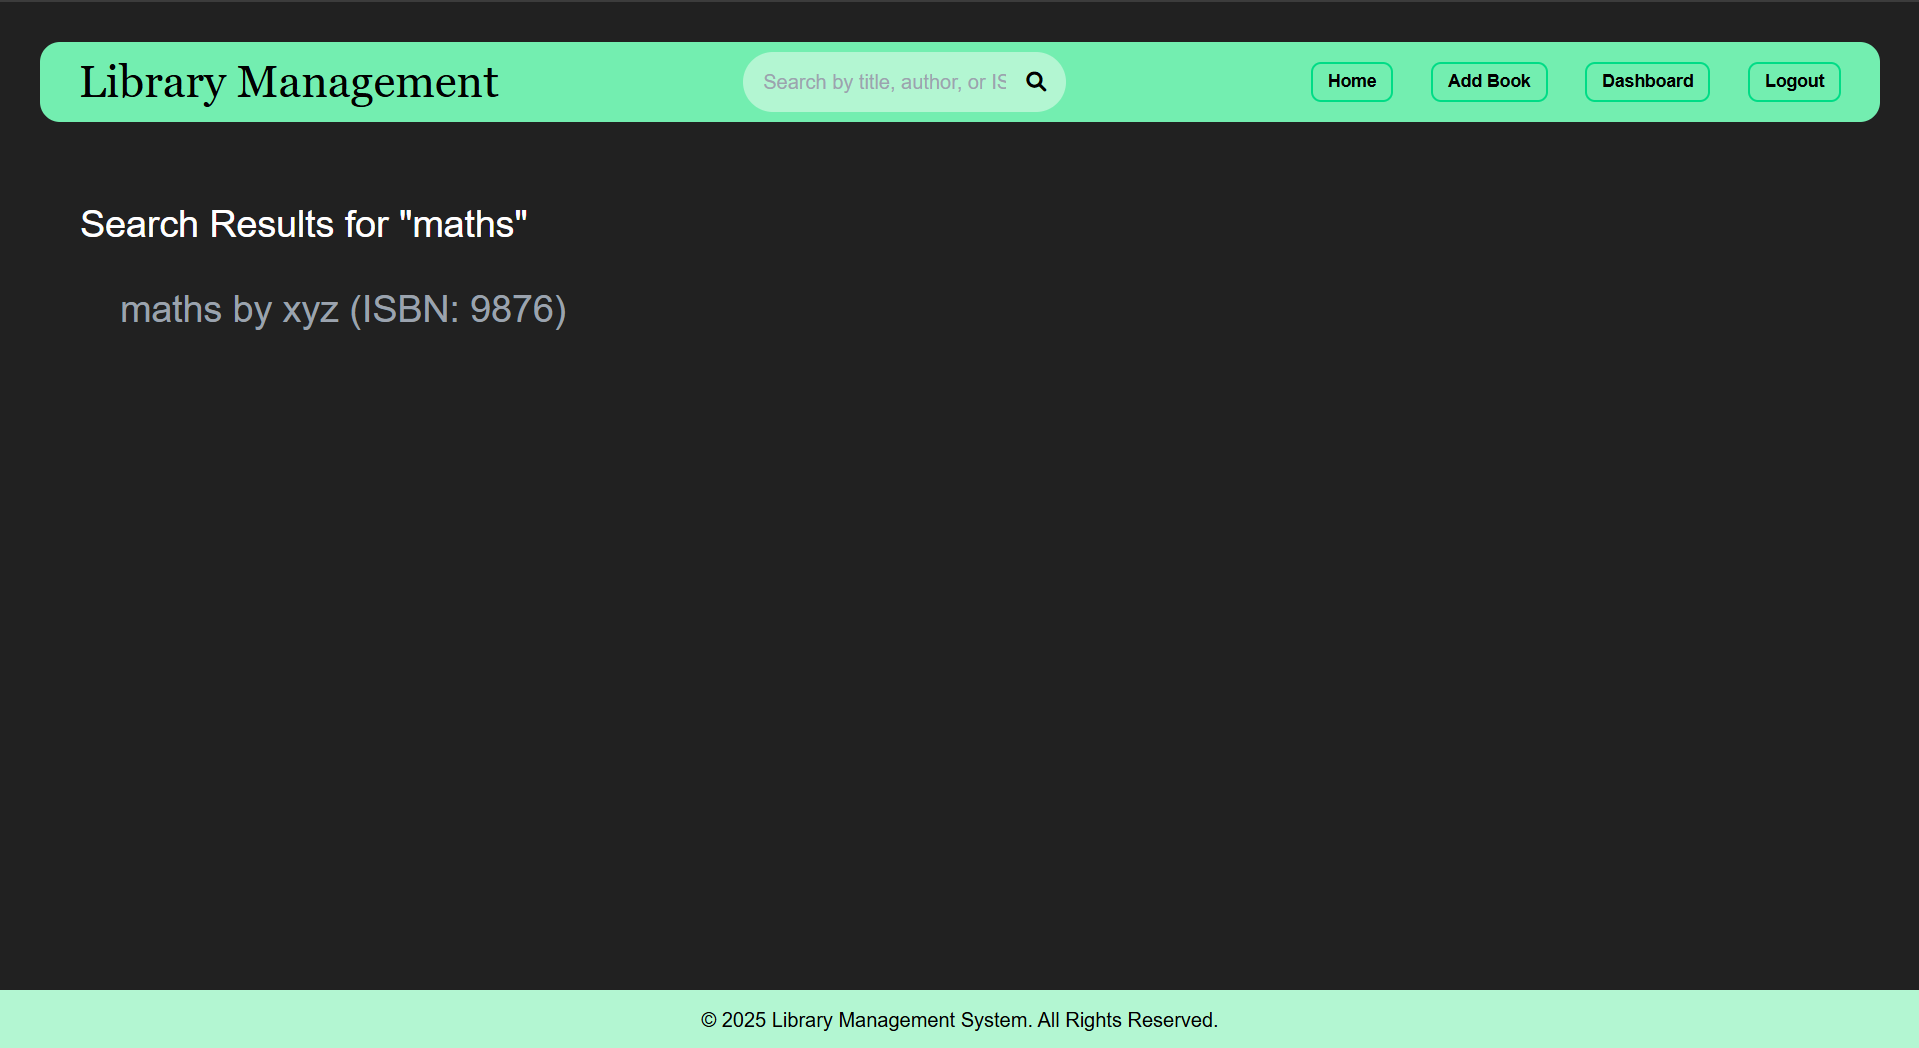 Library Management
Search by title, author, or IS
Home
Add Book
Dashboard
Logout
Search Results for "maths"
maths by xyz (ISBN: 9876)
© 2025 Library Management System. All Rights Reserved.